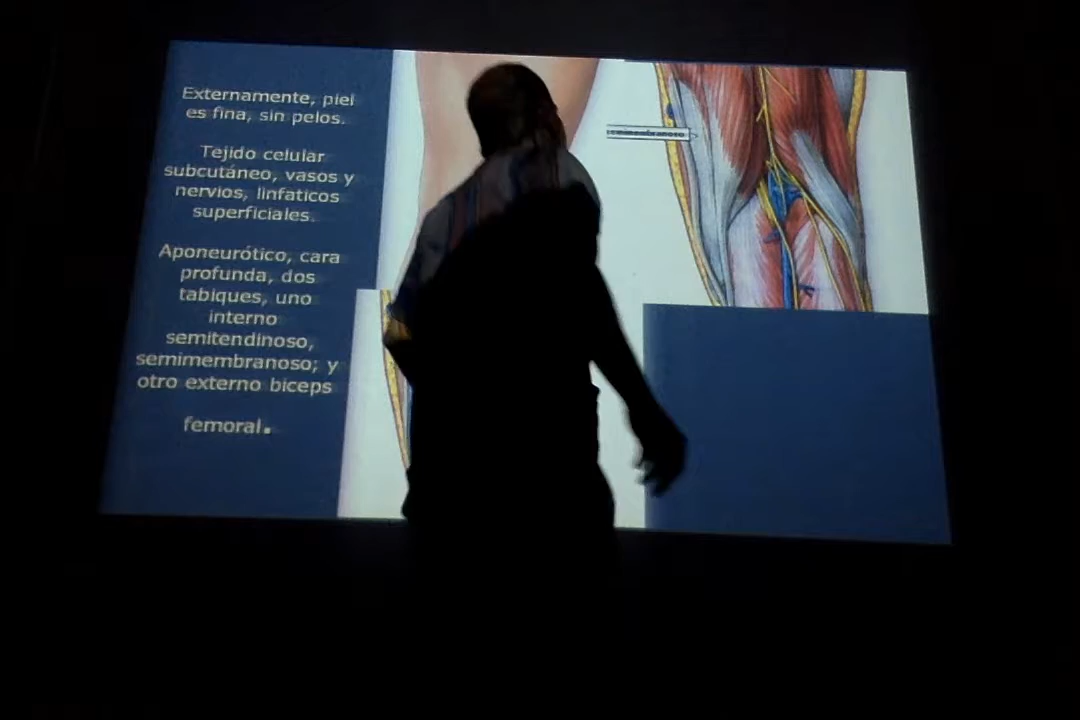 Externamente, piel
es fina, sin pelos.
Tejido celular
subcutáneo, vasos y
nervios, linfaticos
superficiales.
Aponeurótico, cara
profunda, dos
tabiques, uno
interno
semitendinoso,
semimembranoso; y
otro externo biceps
femoral.
semimembranoso